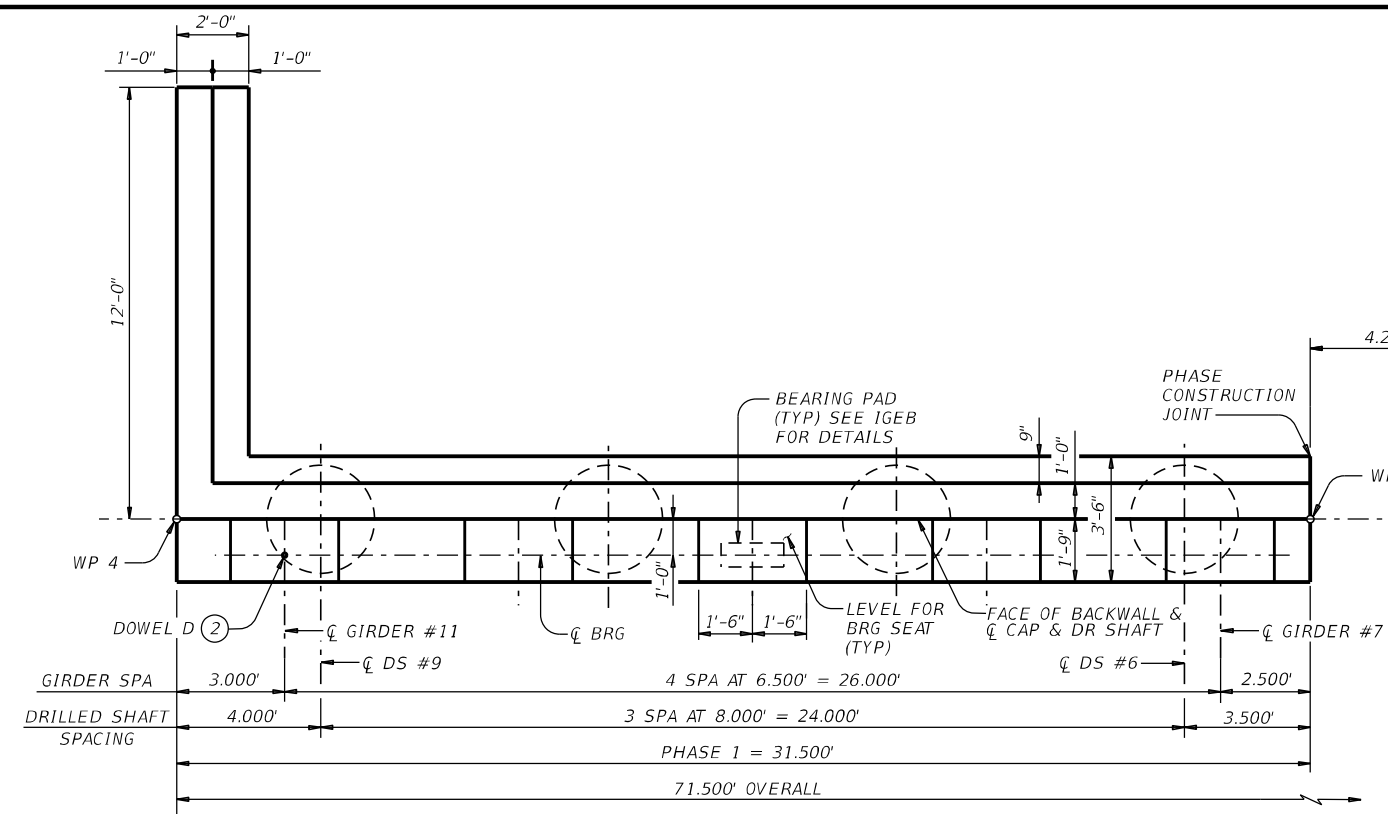 2'-0"
1'-0"
1'-0"
12'-0"
4.2
PHASE
CONSTRUCTION
JOINT
BEARING PAD
(TYP) SEE IGEB
FOR DETAILS
9"
1'-0"
3'-6"
1'-9"
WP 4
1'-0"
DOWEL D 2
℄ GIRDER #11
℄ BRG
1'-6"
1'-6"
LEVEL FOR
BRG SEAT
(TYP)
FACE OF BACKWALL &
℄ CAP & DR SHAFT
℄ GIRDER #7
℄ DS #9
℄ DS #6
GIRDER SPA
3.000'
4 SPA AT 6.500' = 26.000'
2.500'
DRILLED SHAFT
SPACING
4.000'
3 SPA AT 8.000' = 24.000'
3.500'
PHASE 1 = 31.500'
71.500' OVERALL